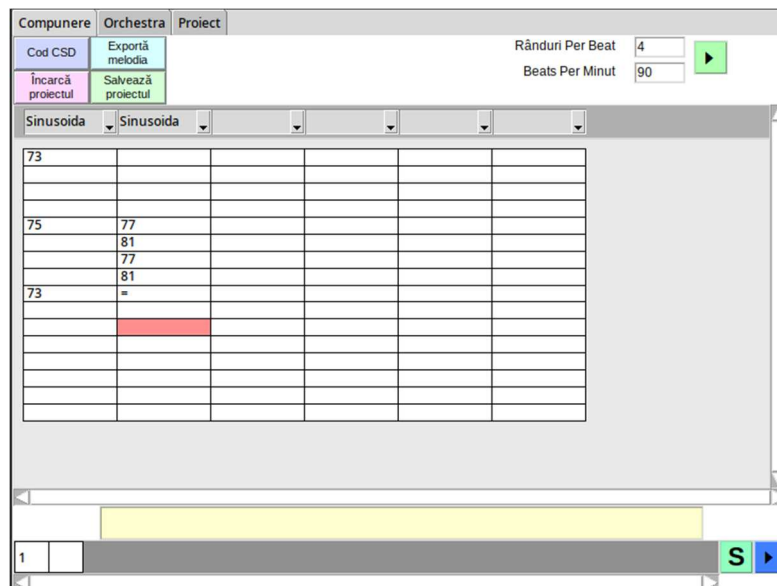 Compunere Orchestra Proiect
Cod CSD Exportă melodia
Încarcă proiectul Salvează proiectul
Rânduri Per Beat 4
Beats Per Minut 90
Sinusoida Sinusoida
73
75 77
81
77
81
73 =
1
S